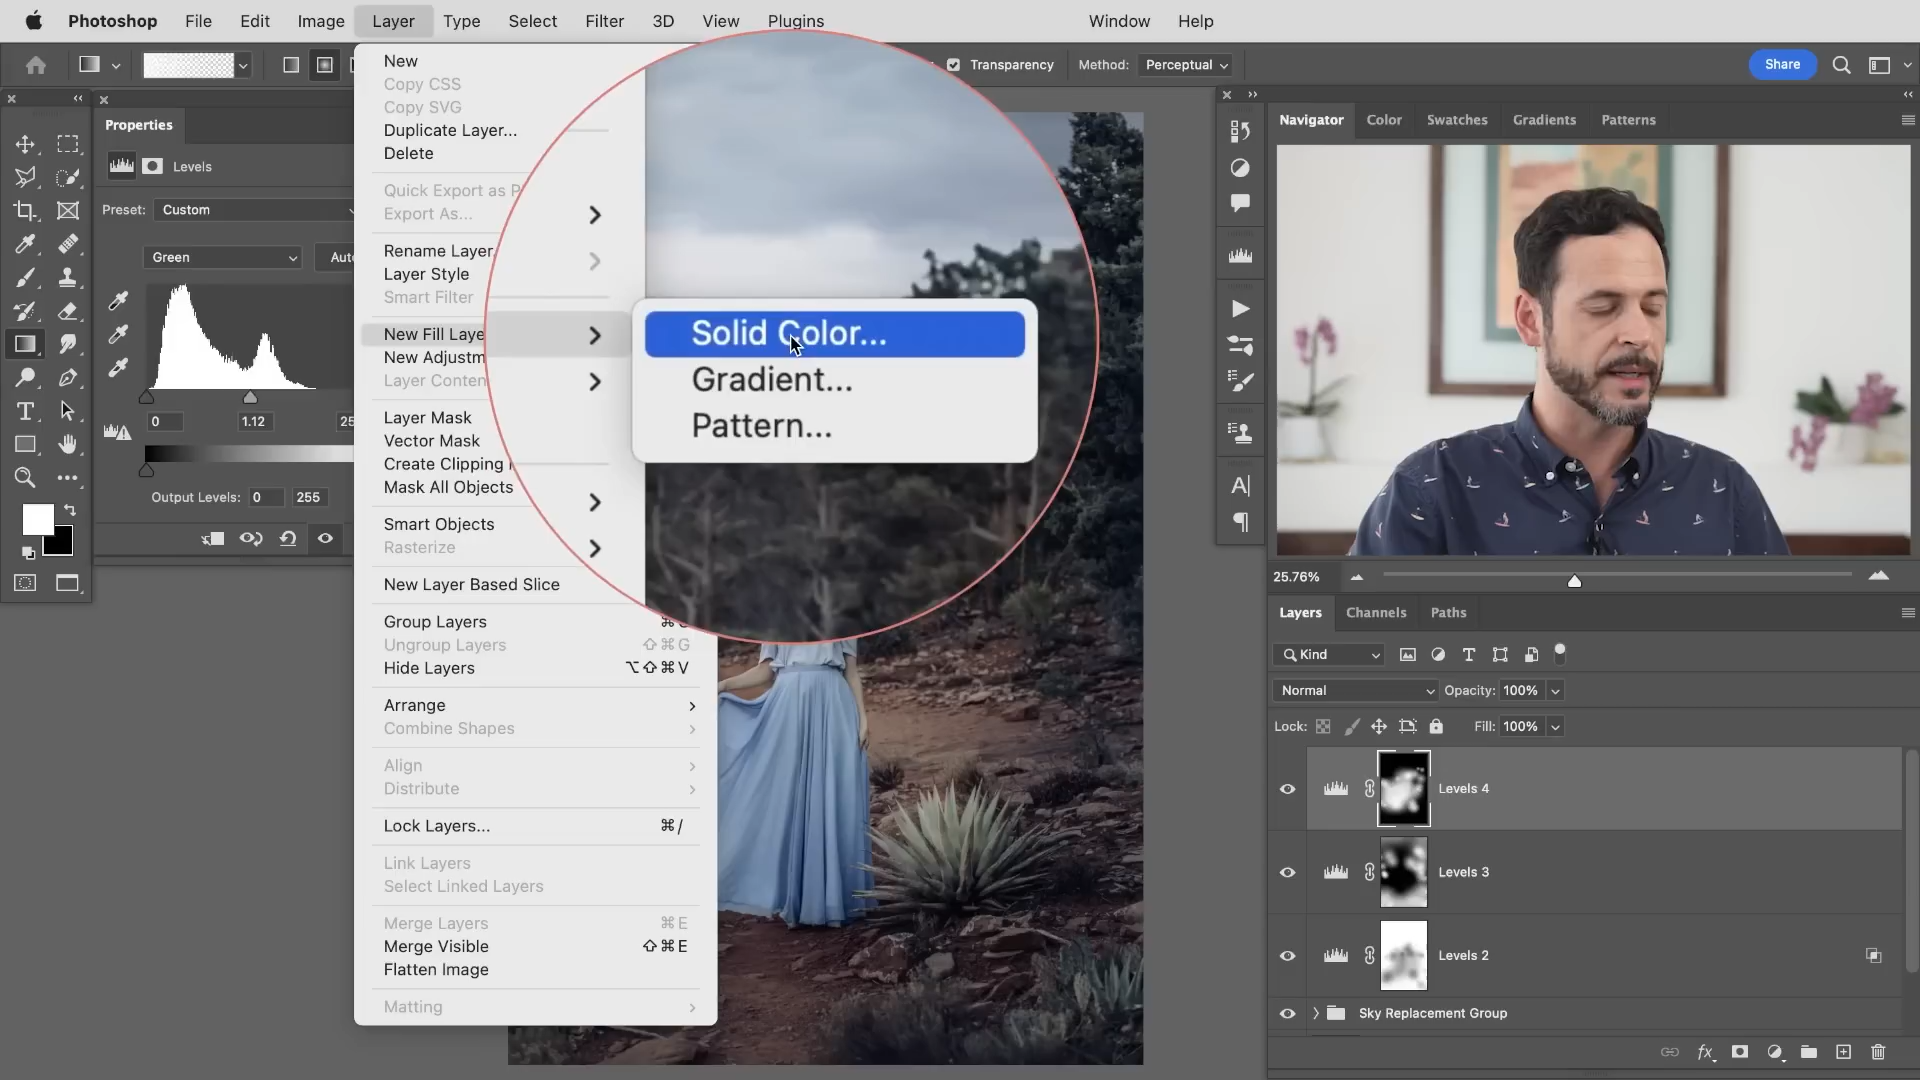 Photoshop File Edit Image Layer Type Select Filter 3D View Plugins Window Help
Transparency Method: Perceptual Share
Properties
Levels
Preset: Custom
Green
0 1.12
Output Levels: 0 255
New
Copy CSS
Copy SVG
Duplicate Layer...
Delete
Quick Export as
Export As...
Rename Layer
Layer Style
Smart Filter
New Fill
New
Layer
Layer Mask
Vector Mask
Create Clipping
Mask All Objects
Smart Objects
Rasterize
New Layer Based Slice
Group Layers
Ungroup Layers ⇧⌘G
Hide Layers ⌥⇧⌘V
Arrange
Combine Shapes
Align
Distribute
Lock Layers... ⌘/
Link Layers
Select Linked Layers
Merge Layers ⌘E
Merge Visible ⇧⌘E
Flatten Image
Matting
Solid Color...
Gradient...
Pattern...
Navigator Color Swatches Gradients Patterns
25.76%
Layers Channels Paths
Kind
Normal Opacity: 100%
Lock: Fill: 100%
Levels 4
Levels 3
Levels 2
Sky Replacement Group
fx